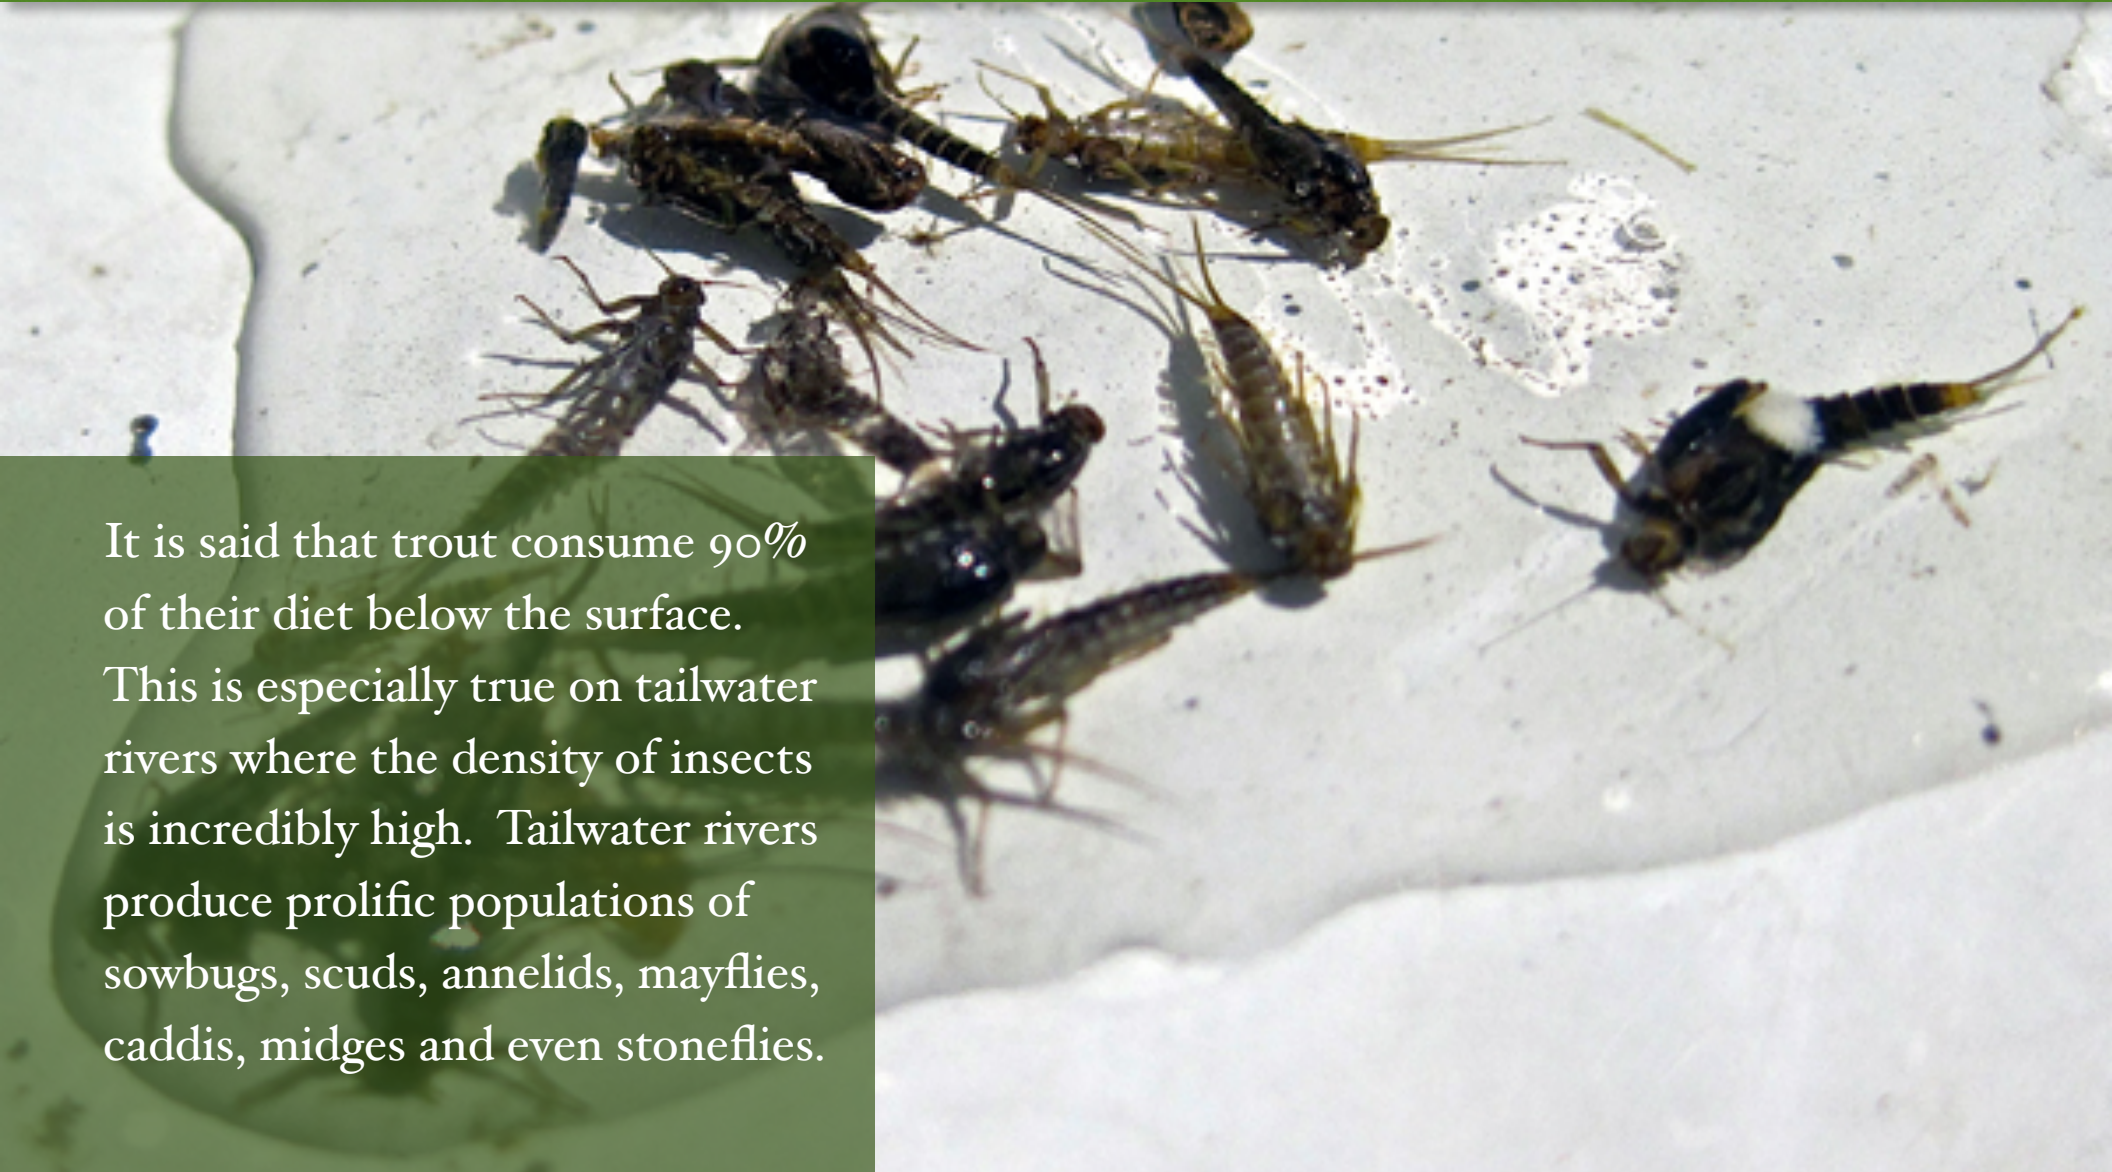 It is said that trout consume 90%
of their diet below the surface.
This is especially true on tailwater
rivers where the density of insects
is incredibly high.  Tailwater rivers
produce prolific populations of
sowbugs, scuds, annelids, mayflies,
caddis, midges and even stoneflies.